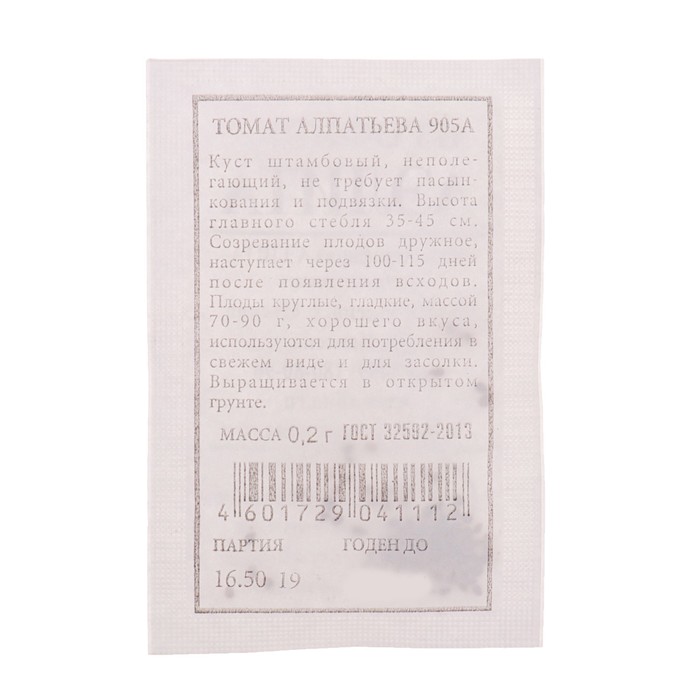 ТОМАТ АЛПАТЬЕВА 905А
Куст штамбовый, неполе-
гающий, не требует пасын-
кования и подвязки. Высота
главного стебля 35-45 см.
Созревание плодов дружное,
наступает через 100-115 дней
после появления всходов.
Плоды круглые, гладкие, массой
70-90 г, хорошего вкуса,
используются для потребления в
свежем виде и для засолки.
Выращивается в открытом
грунте.
МАССА 0,2 г ГОСТ 32592-2013
4 601729 041112
ПАРТИЯ ГОДЕН ДО
16.50 19